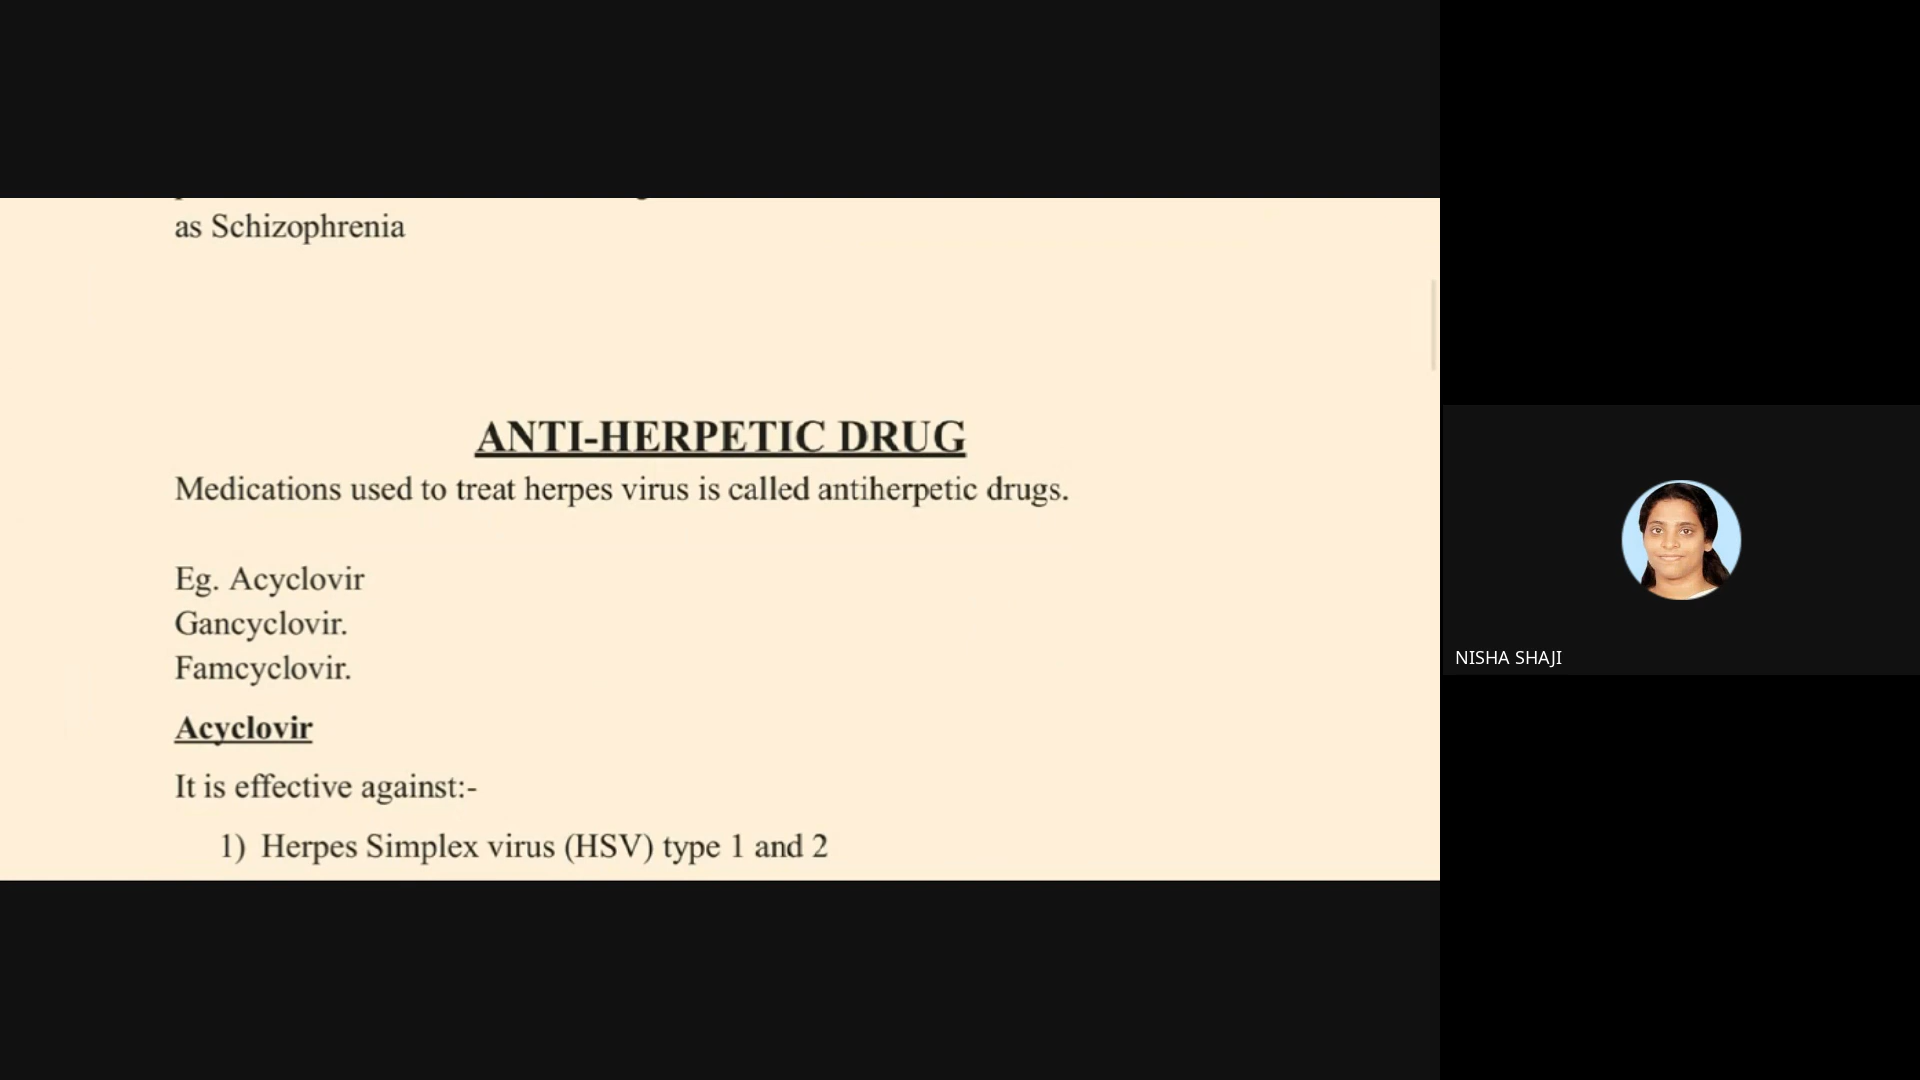 as Schizophrenia
ANTI-HERPETIC DRUG
Medications used to treat herpes virus is called antiherpetic drugs.
Eg. Acyclovir
Gancyclovir.
Famcyclovir.
Acyclovir
It is effective against:-
1) Herpes Simplex virus (HSV) type 1 and 2
NISHA SHAJI